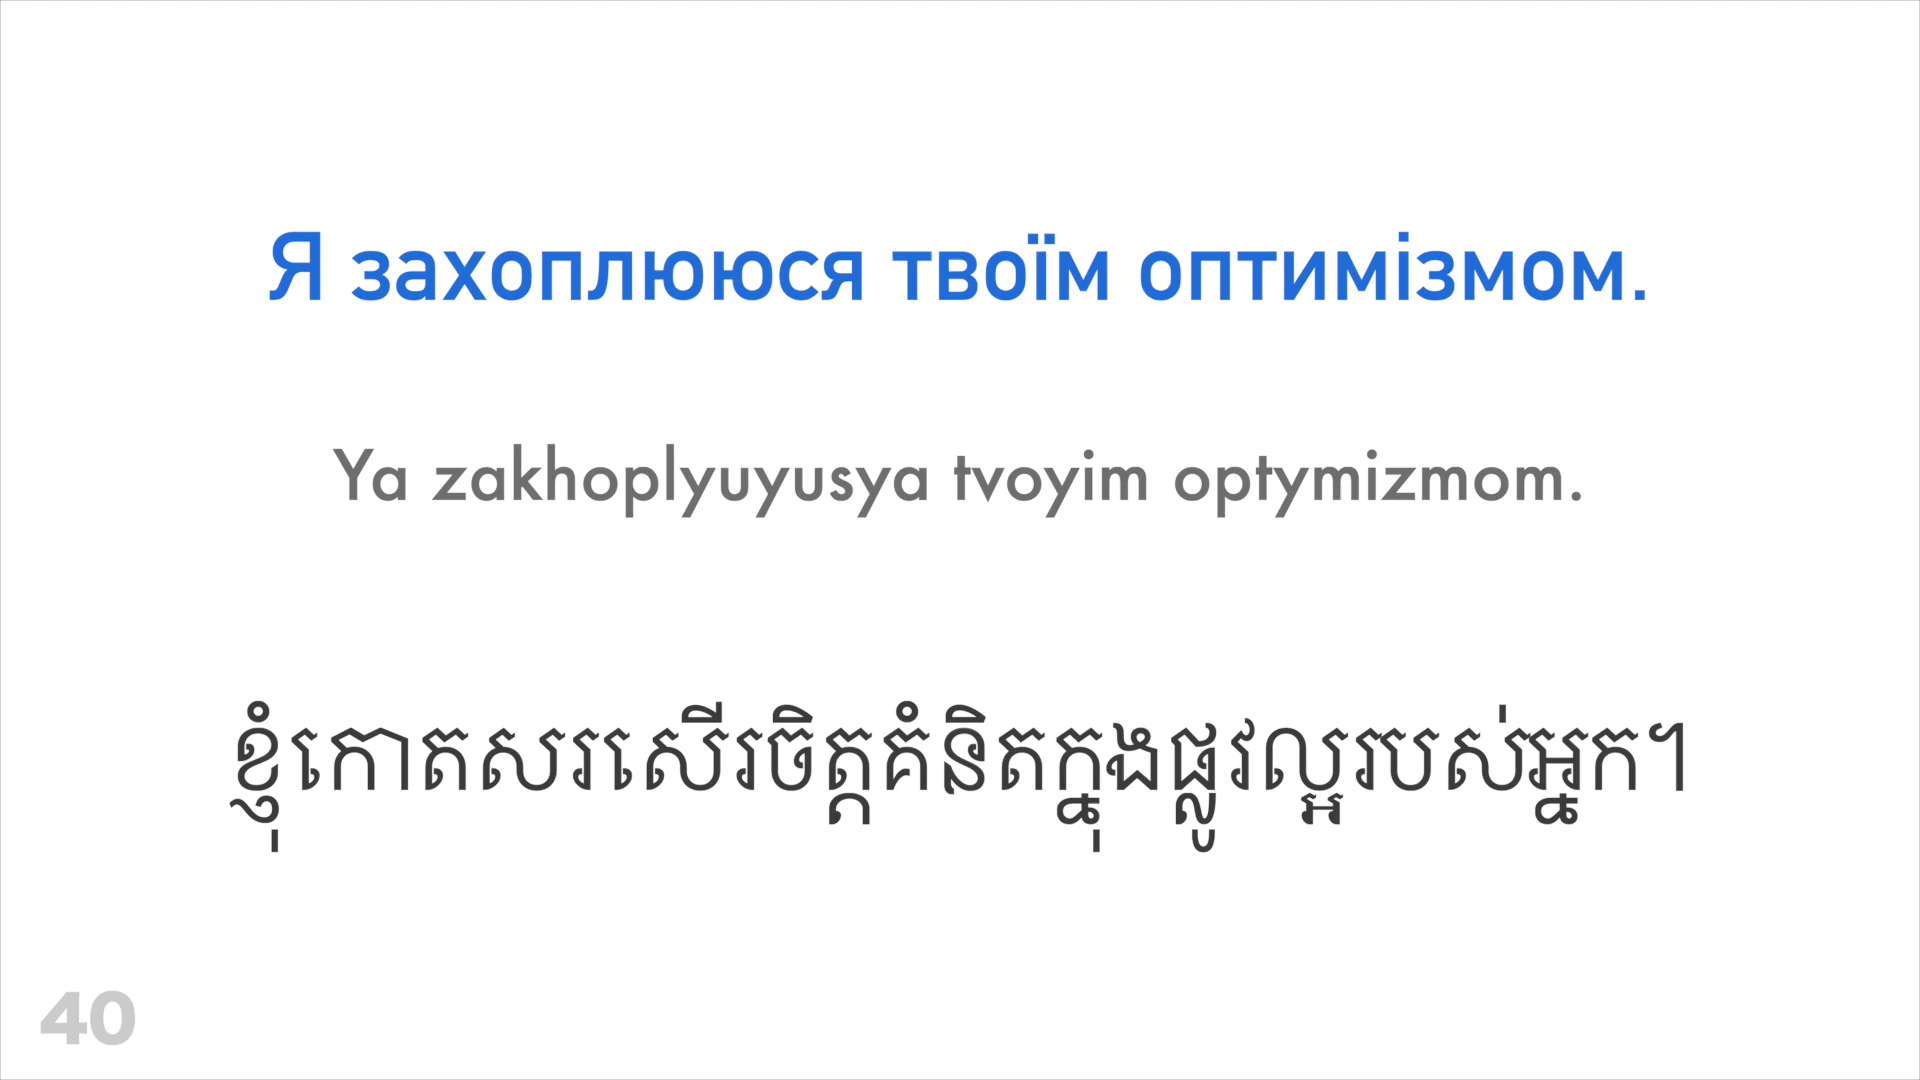 Я захоплююся твоїм оптимізмом.
Ya zakhoplyuyusya tvoyim optymizmom.
ខ្ញុំកោតសរសើរចិត្តគំនិតក្នុងផ្លូវល្អរបស់អ្នក។
40